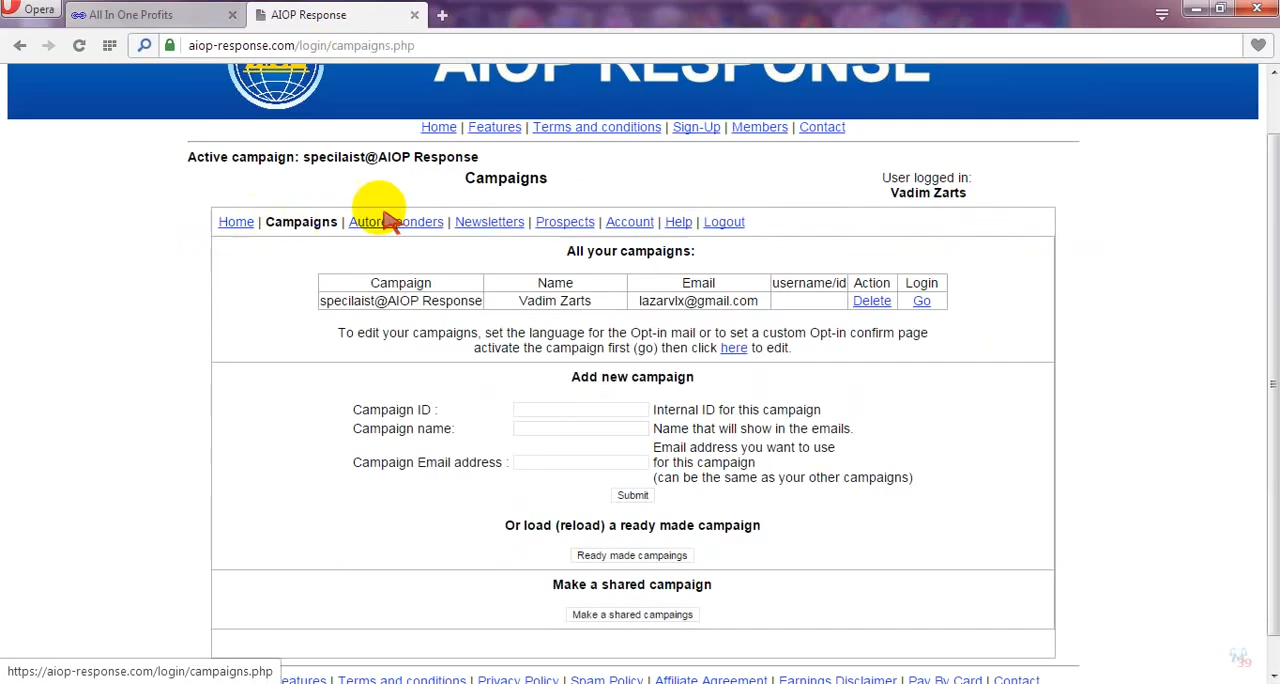 Opera
All In One Profits
AIOP Response
aiop-response.com/login/campaigns.php
AIOP RESPONSE
Home | Features | Terms and conditions | Sign-Up | Members | Contact
Active campaign: specilaist@AIOP Response
Campaigns
User logged in:
Vadim Zarts
Home | Campaigns | Autoresponders | Newsletters | Prospects | Account | Help | Logout
All your campaigns:
Campaign Name Email username/id Action Login
specilaist@AIOP Response Vadim Zarts lazarvlx@gmail.com Delete Go
To edit your campaigns, set the language for the Opt-in mail or to set a custom Opt-in confirm page
activate the campaign first (go) then click here to edit.
Add new campaign
Campaign ID : Internal ID for this campaign
Campaign name: Name that will show in the emails.
Email address you want to use
Campaign Email address : for this campaign
(can be the same as your other campaigns)
Submit
Or load (reload) a ready made campaign
Ready made campaings
Make a shared campaign
Make a shared campaings
https://aiop-response.com/login/campaigns.php
eatures | Terms and conditions | Privacy Policy | Spam Policy | Affiliate Agreement | Earnings Disclaimer | Pay By Card | Contact
39